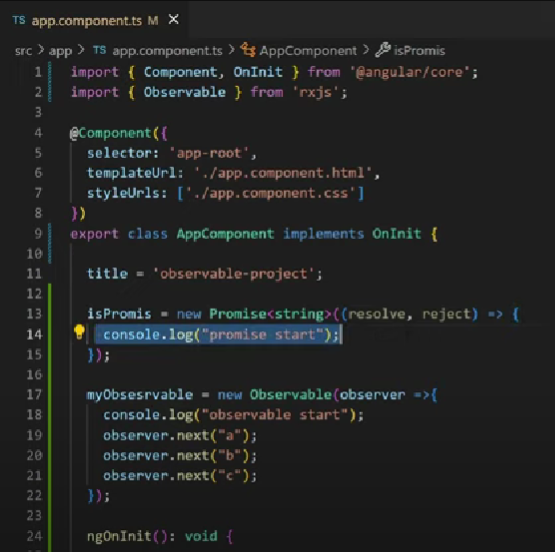 TS app.component.ts M ×
src > app > TS app.component.ts > AppComponent > isPromis
1 import { Component, OnInit } from '@angular/core';
2 import { Observable } from 'rxjs';
3
4 @Component({
5 selector: 'app-root',
6 templateUrl: './app.component.html',
7 styleUrls: ['./app.component.css']
8 })
9 export class AppComponent implements OnInit {
10
11 title = 'observable-project';
12
13 isPromis = new Promise<string>((resolve, reject) => {
14 console.log("promise start");
15 });
16
17 myObsesrvable = new Observable(observer =>{
18 console.log("observable start");
19 observer.next("a");
20 observer.next("b");
21 observer.next("c");
22 });
23
24 ngOnInit(): void {